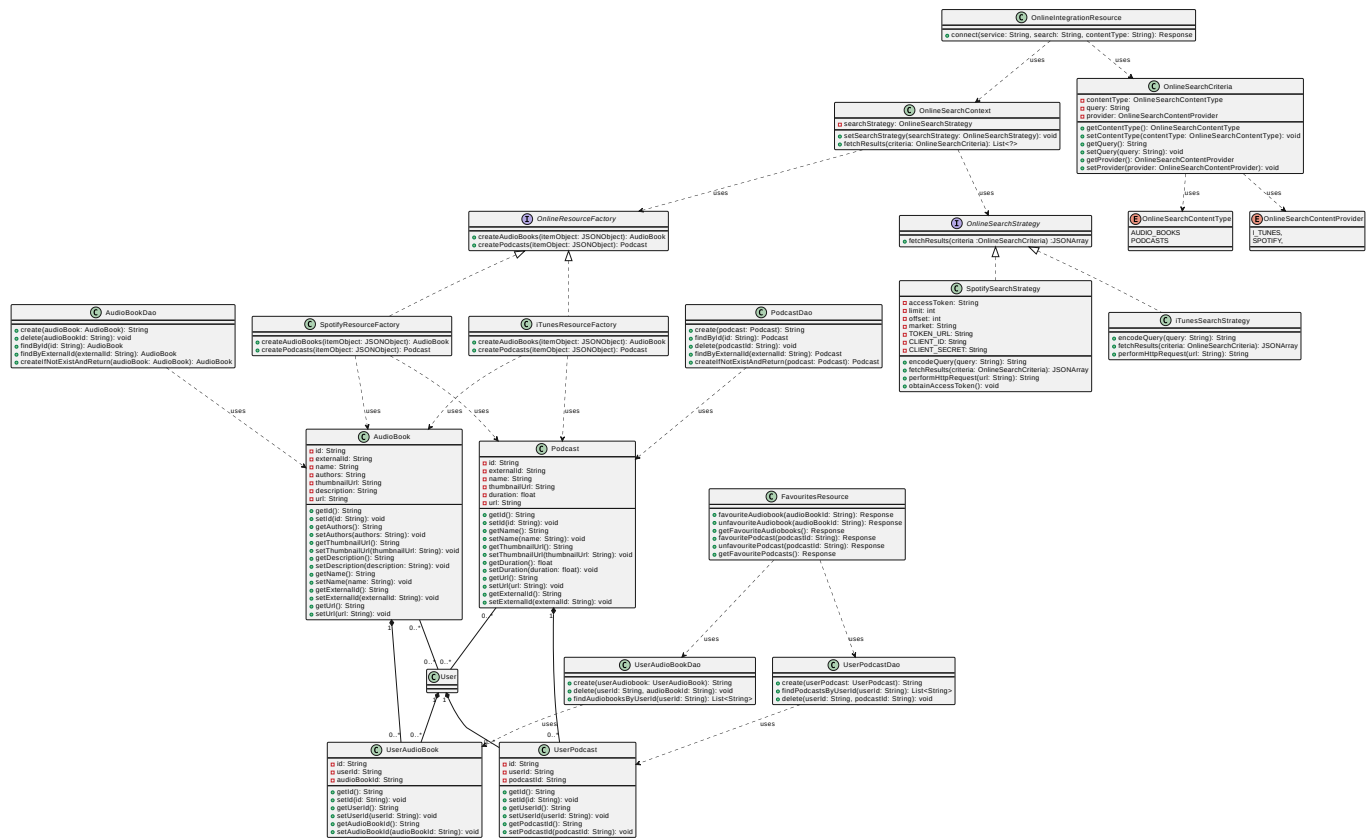 C OnlineIntegrationResource
connect(service: String, search: String, contentType: String): Response
uses
uses
C OnlineSearchCriteria
contentType: OnlineSearchContentType
query: String
provider: OnlineSearchContentProvider
getContentType(): OnlineSearchContentType
setContentType(contentType: OnlineSearchContentType): void
getQuery(): String
setQuery(query: String): void
getProvider(): OnlineSearchContentProvider
setProvider(provider: OnlineSearchContentProvider): void
C OnlineSearchContext
searchStrategy: OnlineSearchStrategy
setSearchStrategy(searchStrategy: OnlineSearchStrategy): void
fetchResults(criteria: OnlineSearchCriteria): List<?>
uses
uses
uses
uses
I OnlineResourceFactory
createAudioBooks(itemObject: JSONObject): AudioBook
createPodcasts(itemObject: JSONObject): Podcast
I OnlineSearchStrategy
fetchResults(criteria :OnlineSearchCriteria) :JSONArray
E OnlineSearchContentType
AUDIO_BOOKS
PODCASTS
E OnlineSearchContentProvider
I_TUNES,
SPOTIFY,
C AudioBookDao
create(audioBook: AudioBook): String
delete(audioBookId: String): void
findById(id: String): AudioBook
findByExternalId(externalId: String): AudioBook
createIfNotExistAndReturn(audioBook: AudioBook): AudioBook
C SpotifyResourceFactory
createAudioBooks(itemObject: JSONObject): AudioBook
createPodcasts(itemObject: JSONObject): Podcast
C iTunesResourceFactory
createAudioBooks(itemObject: JSONObject): AudioBook
createPodcasts(itemObject: JSONObject): Podcast
C PodcastDao
create(podcast: Podcast): String
findById(id: String): Podcast
delete(podcastId: String): void
findByExternalId(externalId: String): Podcast
createIfNotExistAndReturn(podcast: Podcast): Podcast
C SpotifySearchStrategy
accessToken: String
limit: int
offset: int
market: String
TOKEN_URL: String
CLIENT_ID: String
CLIENT_SECRET: String
encodeQuery(query: String): String
fetchResults(criteria: OnlineSearchCriteria): JSONArray
performHttpRequest(url: String): String
obtainAccessToken(): void
C iTunesSearchStrategy
encodeQuery(query: String): String
fetchResults(criteria: OnlineSearchCriteria): JSONArray
performHttpRequest(url: String): String
uses
uses
uses
uses
uses
uses
C AudioBook
id: String
externalId: String
name: String
authors: String
thumbnailUrl: String
description: String
url: String
getId(): String
setId(id: String): void
getAuthors(): String
setAuthors(authors: String): void
getThumbnailUrl(): String
setThumbnailUrl(thumbnailUrl: String): void
getDescription(): String
setDescription(description: String): void
getName(): String
setName(name: String): void
getExternalId(): String
setExternalId(externalId: String): void
getUrl(): String
setUrl(url: String): void
C Podcast
id: String
externalId: String
name: String
thumbnailUrl: String
duration: float
url: String
getId(): String
setId(id: String): void
getName(): String
setName(name: String): void
getThumbnailUrl(): String
setThumbnailUrl(thumbnailUrl: String): void
getDuration(): float
setDuration(duration: float): void
getUrl(): String
setUrl(url: String): void
getExternalId(): String
setExternalId(externalId: String): void
C FavouritesResource
favouriteAudiobook(audioBookId: String): Response
unfavouriteAudiobook(audioBookId: String): Response
getFavouriteAudiobooks(): Response
favouritePodcast(podcastId: String): Response
unfavouritePodcast(podcastId: String): Response
getFavouritePodcasts(): Response
1
0..*
0..*
1
uses
uses
0..*
0..*
C User
1
1
C UserAudioBookDao
create(userAudiobook: UserAudioBook): String
delete(userId: String, audioBookId: String): void
findAudiobooksByUserId(userId: String): List<String>
C UserPodcastDao
create(userPodcast: UserPodcast): String
findPodcastsByUserId(userId: String): List<String>
delete(userId: String, podcastId: String): void
uses
uses
0..*
0..*
0..*
C UserAudioBook
id: String
userId: String
audioBookId: String
getId(): String
setId(id: String): void
getUserId(): String
setUserId(userId: String): void
getAudioBookId(): String
setAudioBookId(audioBookId: String): void
C UserPodcast
id: String
userId: String
podcastId: String
getId(): String
setId(id: String): void
getUserId(): String
setUserId(userId: String): void
getPodcastId(): String
setPodcastId(podcastId: String): void